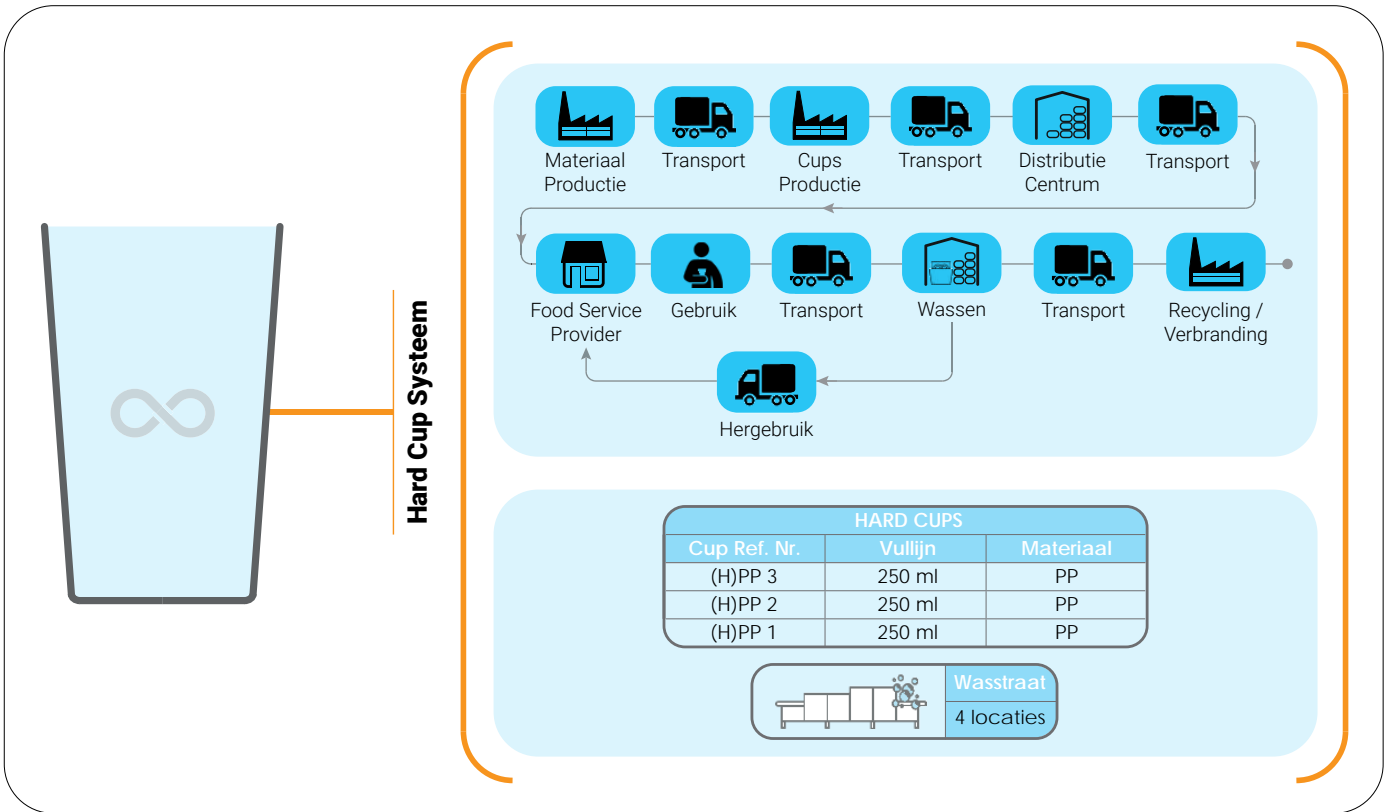 Hard Cup Systeem
Materiaal
Productie
Transport
Cups
Productie
Transport
Distributie
Centrum
Transport
Food Service
Provider
Gebruik
Transport
Wassen
Transport
Recycling /
Verbranding
Hergebruik
HARD CUPS
Cup Ref. Nr. Vullijn Materiaal
(H)PP 3 250 ml PP
(H)PP 2 250 ml PP
(H)PP 1 250 ml PP
Wasstraat
4 locaties